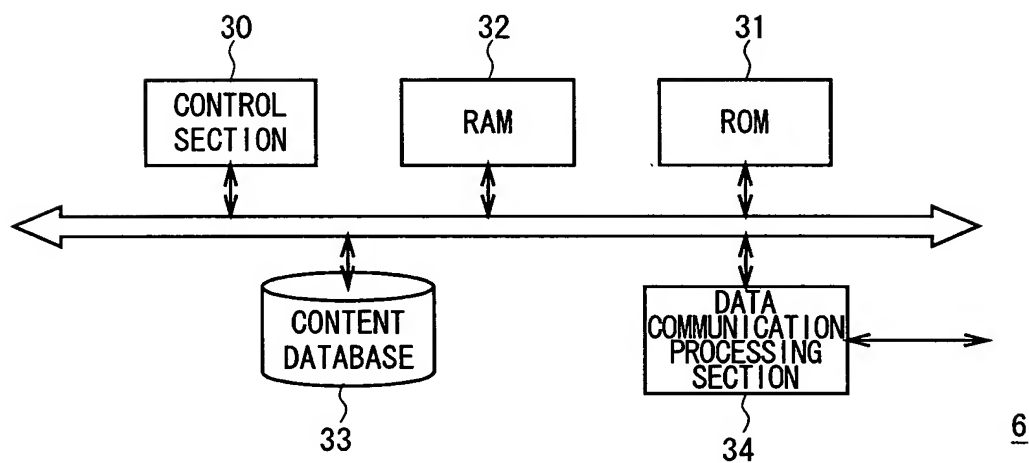 30
32
31
CONTROL
SECTION
RAM
ROM
CONTENT
DATABASE
DATA
COMMUNICATION
PROCESSING
SECTION
33
34
6